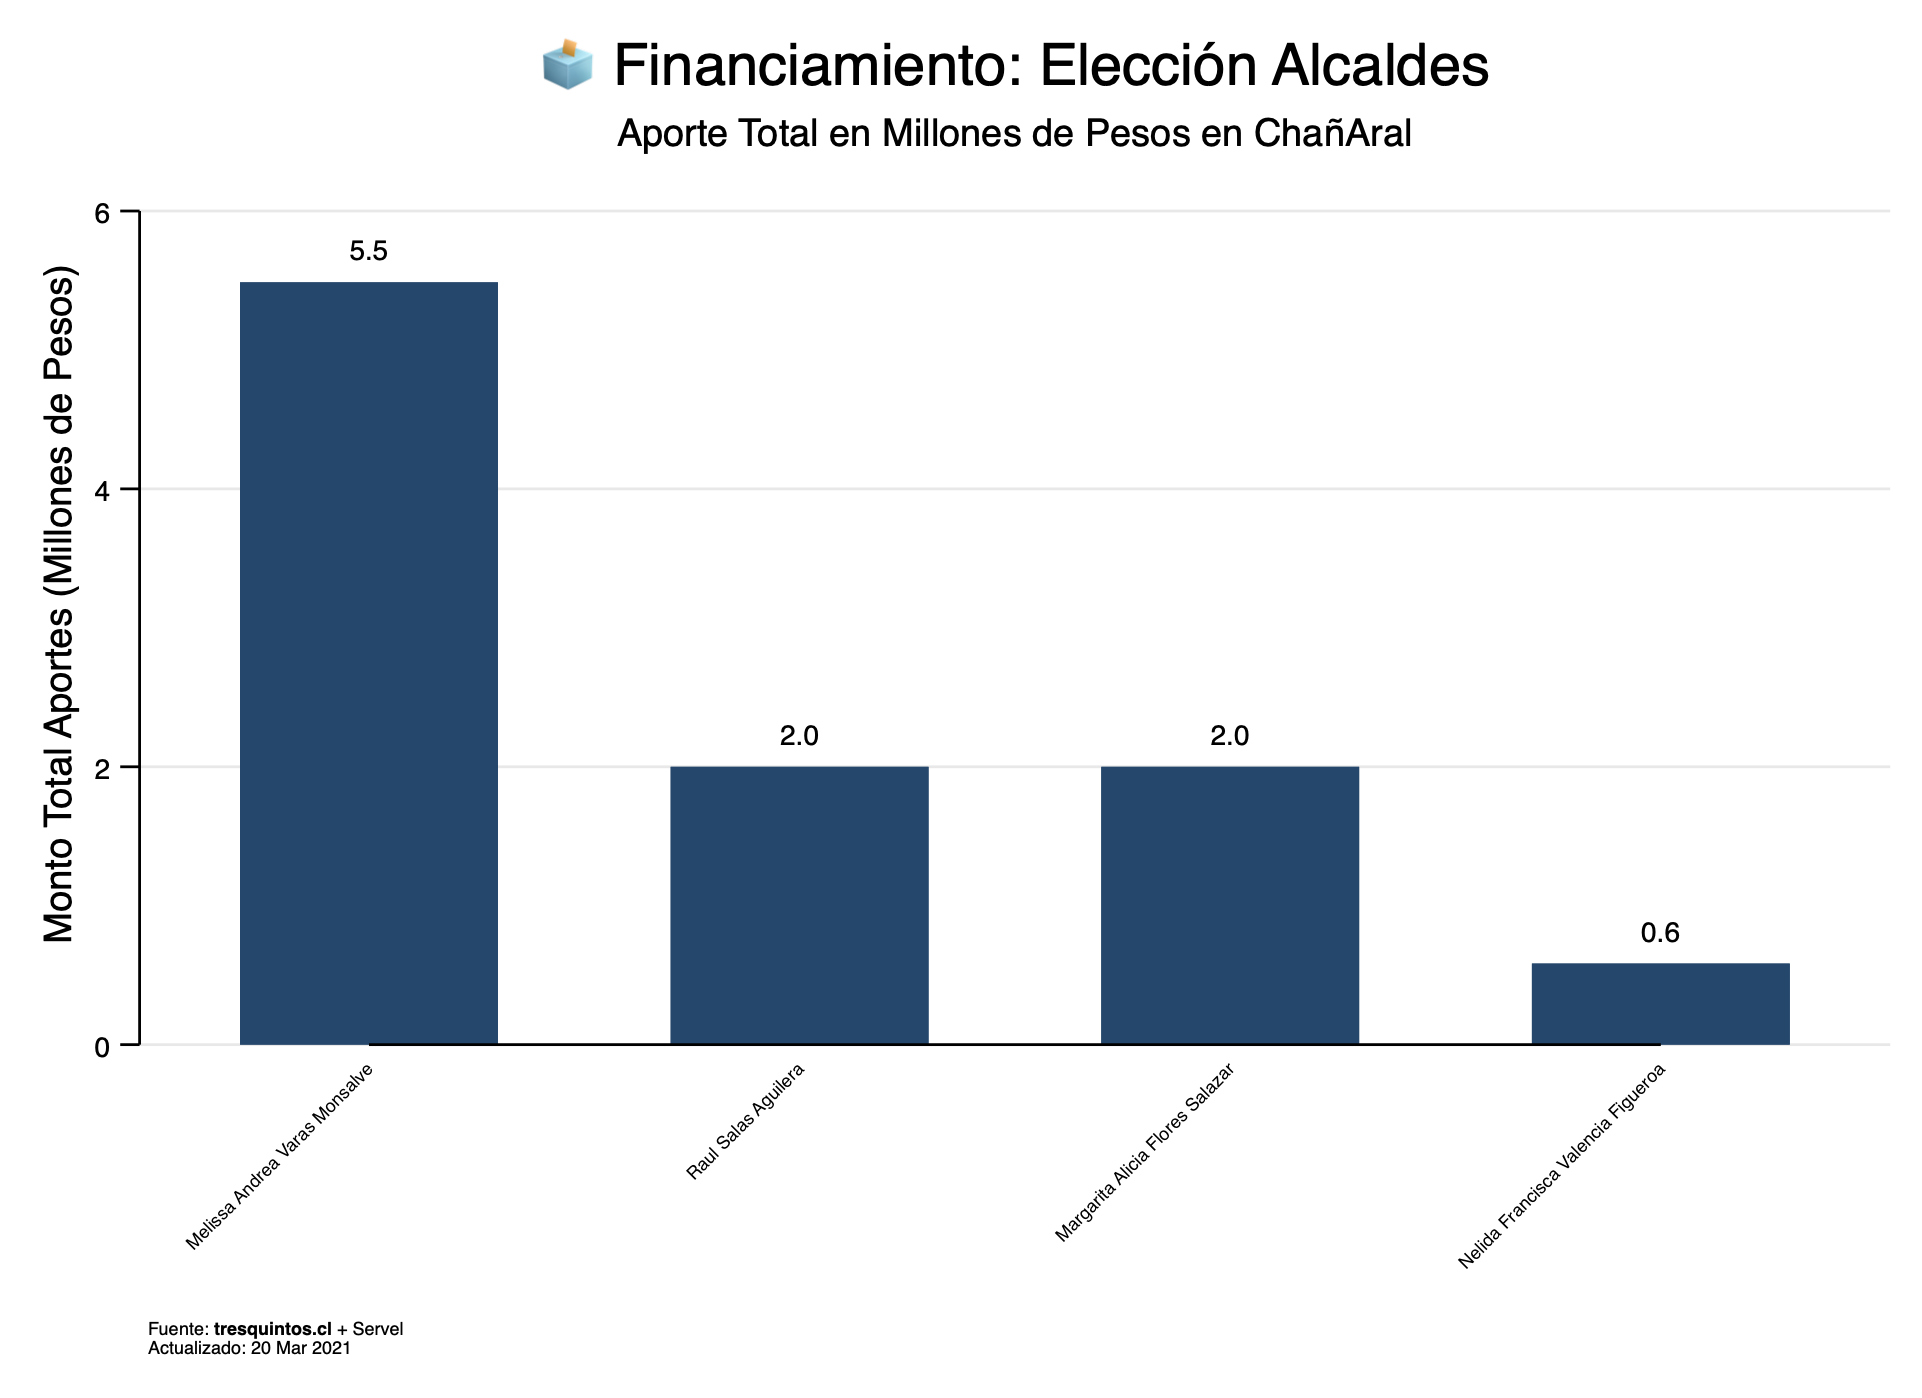 Financiamiento: Elección Alcaldes
Aporte Total en Millones de Pesos en ChañAral
Monto Total Aportes (Millones de Pesos)
6
4
2
0
5.5
2.0
2.0
0.6
Melissa Andrea Varas Monsalve
Raul Salas Aguilera
Margarita Alicia Flores Salazar
Nelida Francisca Valencia Figueroa
Fuente: tresquintos.cl + Servel
Actualizado: 20 Mar 2021